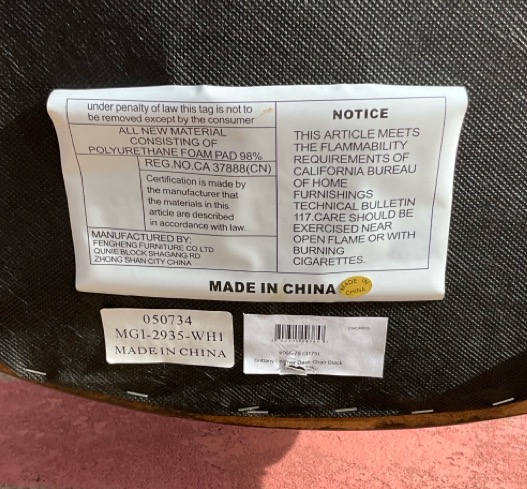 under penalty of law this tag is not to
be removed except by the consumer
ALL NEW MATERIAL
CONSISTING OF
POLYURETHANE FOAM PAD 98%
REG.NO.CA 37888(CN)
Certification is made by
the manufacturer that
the materials in this
article are described
in accordance with law.
MANUFACTURED BY:
FENGHENG FURNITURE CO.LTD
QUNIE BLOCK SHAGANG RD
ZHONG SHAN CITY CHINA
NOTICE
THIS ARTICLE MEETS
THE FLAMMABILITY
REQUIREMENTS OF
CALIFORNIA BUREAU
OF HOME
FURNISHINGS
TECHNICAL BULLETIN
117.CARE SHOULD BE
EXERCISED NEAR
OPEN FLAME OR WITH
BURNING
CIGARETTES.
MADE IN CHINA
MADE IN
CHINA
050734
MGI-2935-WH1
MADE IN CHINA
Brittany Desk Chair Black